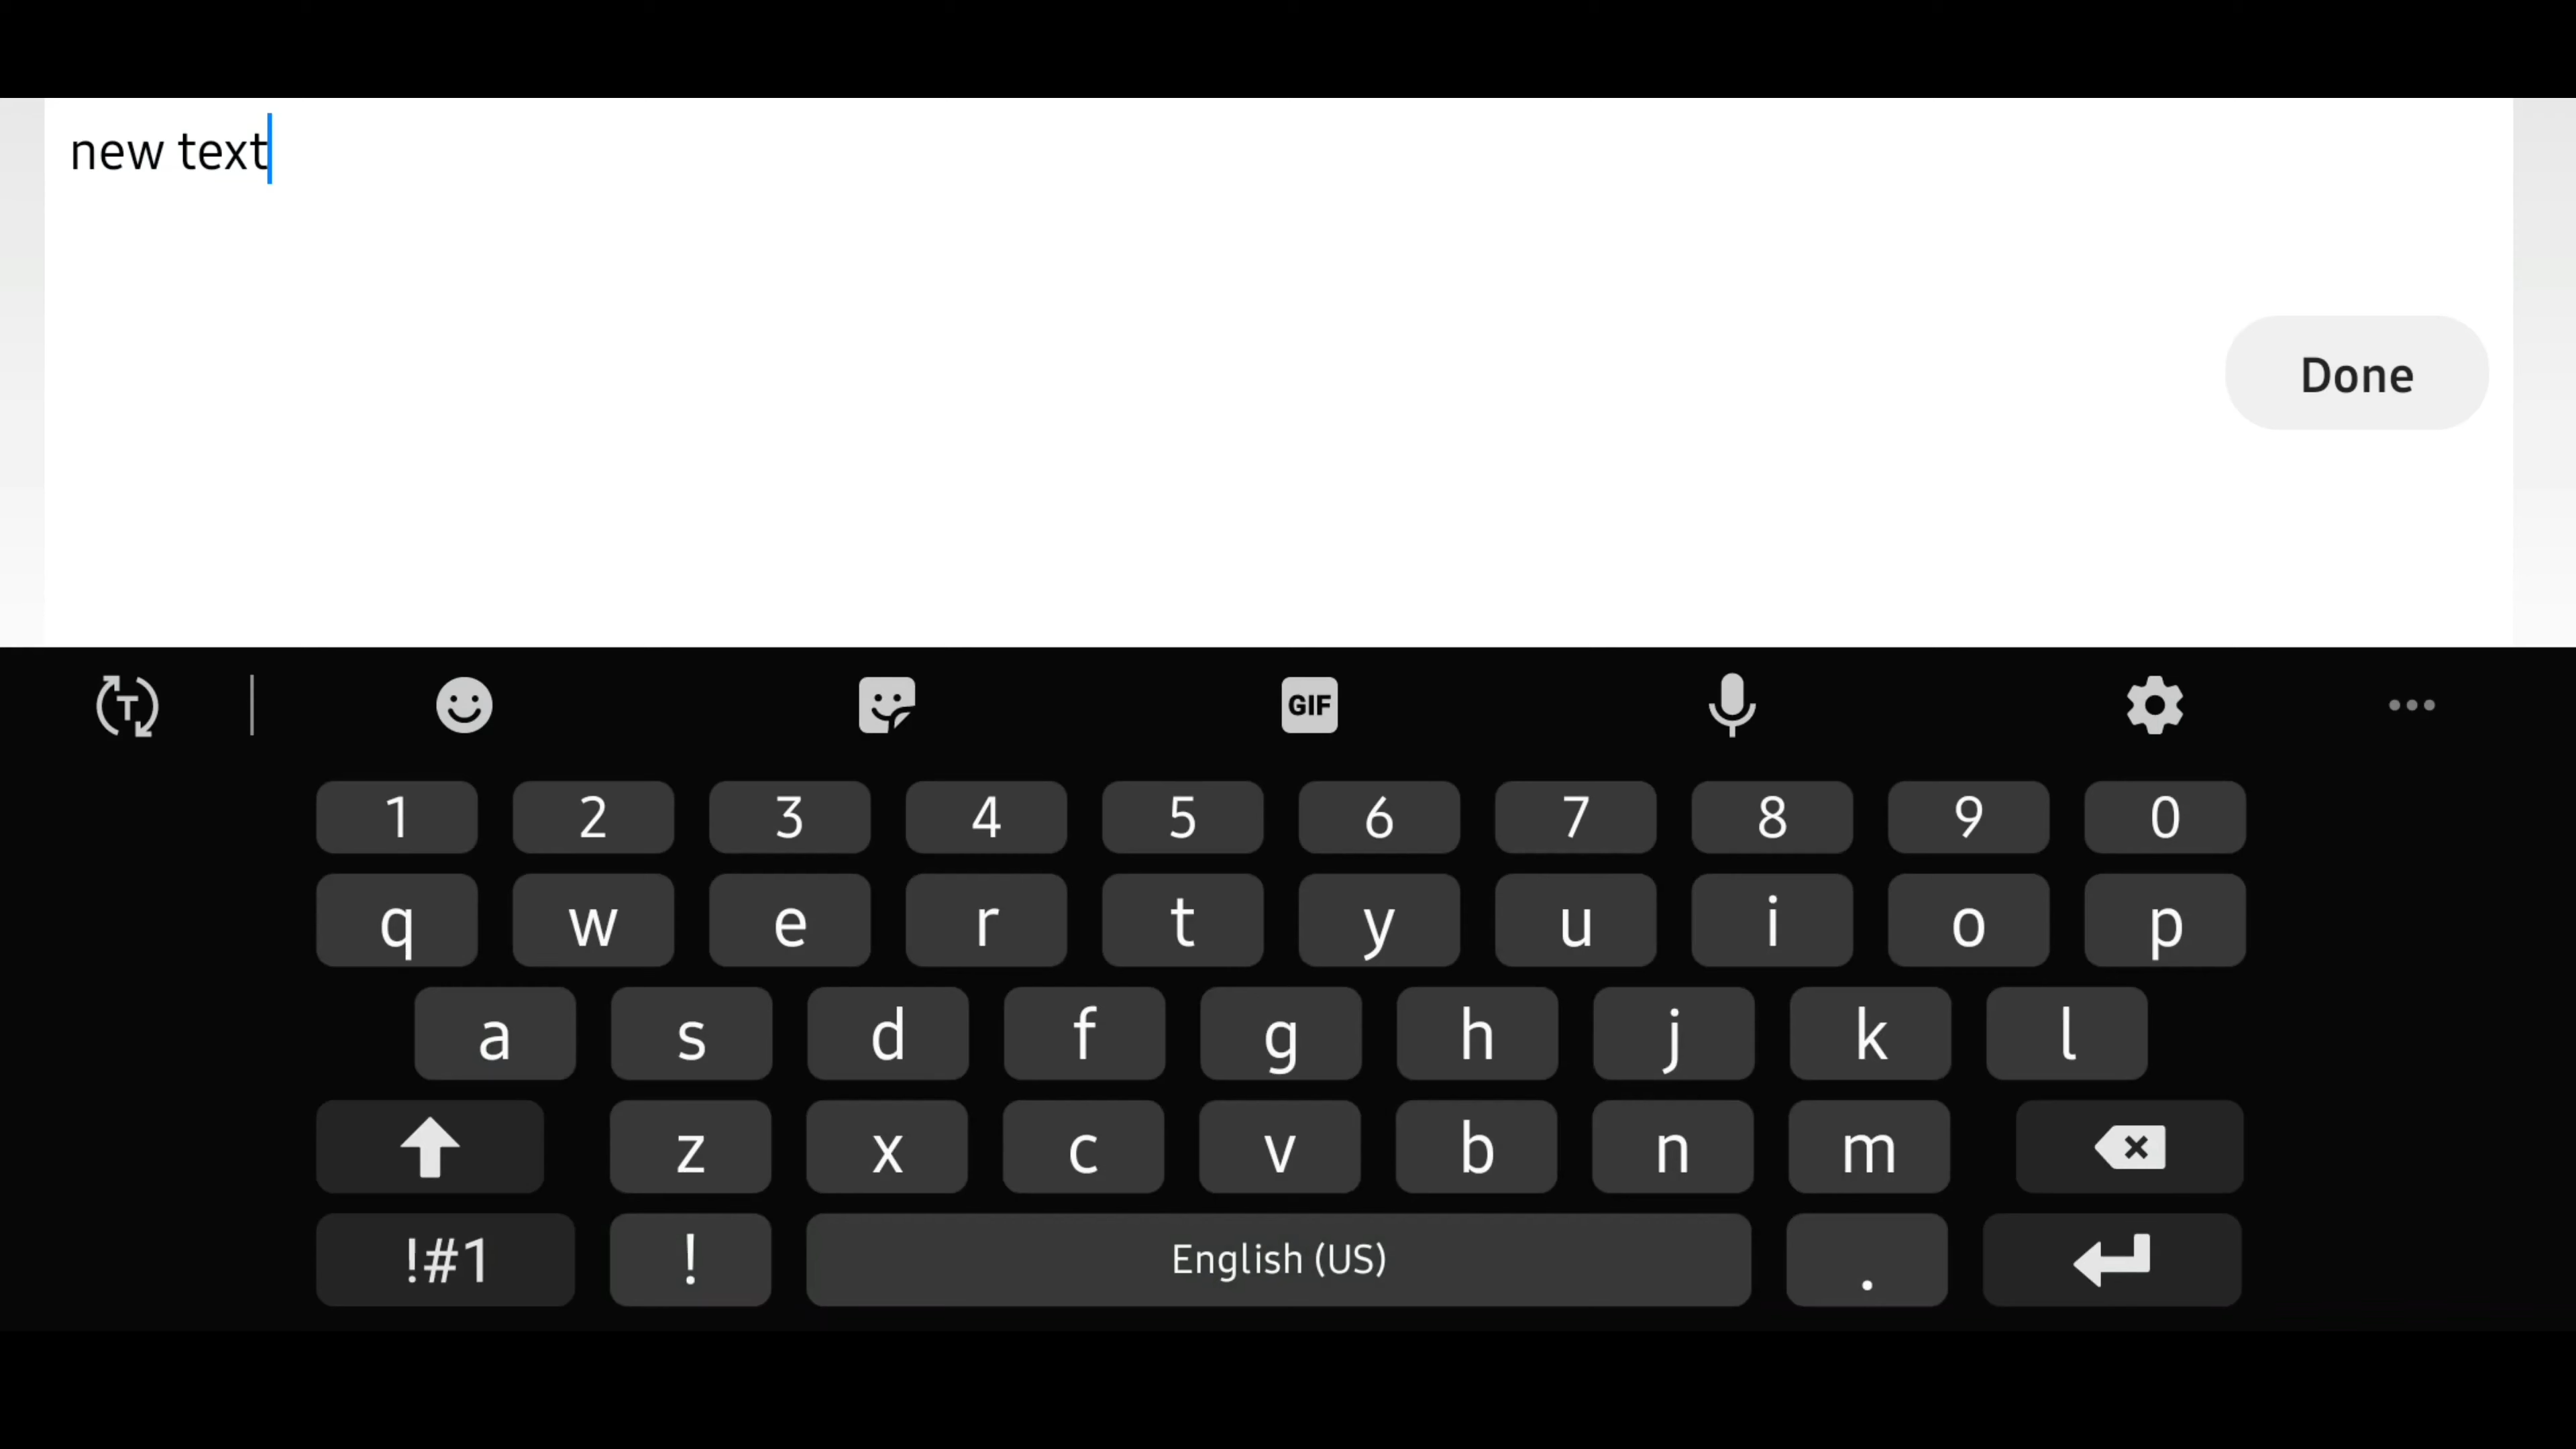 new text
Done
T
GIF
1 2 3 4 5 6 7 8 9 0
q w e r t y u i o p
a s d f g h j k l
z x c v b n m
!#1 ! English (US) .